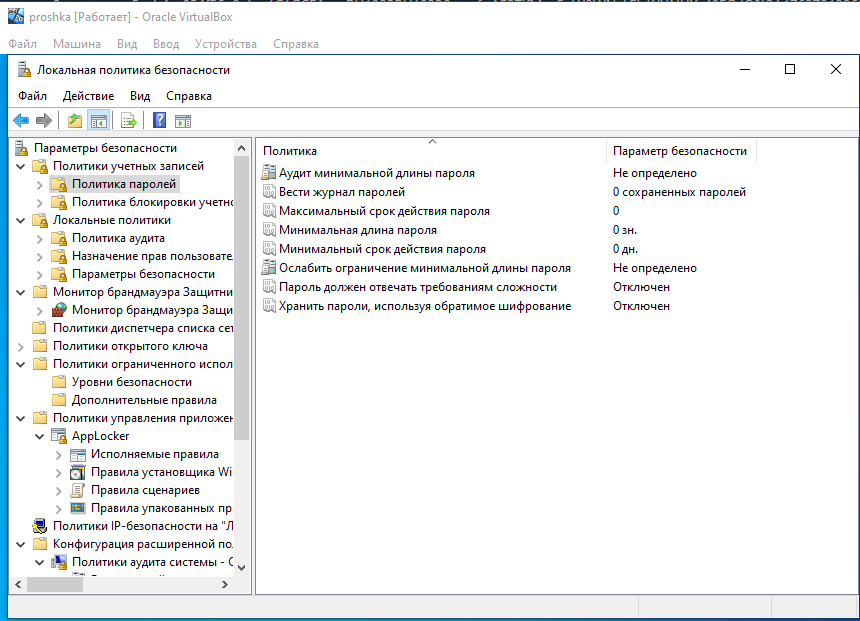 proshka [Работает] - Oracle VirtualBox
Файл Машина Вид Ввод Устройства Справка
Локальная политика безопасности
Файл Действие Вид Справка
Параметры безопасности
Политики учетных записей
Политика паролей
Политика блокировки учетно
Локальные политики
Политика аудита
Назначение прав пользовате
Параметры безопасности
Монитор брандмауэра Защитни
Монитор брандмауэра Защи
Политики диспетчера списка сет
Политики открытого ключа
Политики ограниченного испол
Уровни безопасности
Дополнительные правила
Политики управления приложен
AppLocker
Исполняемые правила
Правила установщика Wi
Правила сценариев
Правила упакованных пр
Политики IP-безопасности на "Л
Конфигурация расширенной по
Политики аудита системы - С
Политика Параметр безопасности
Аудит минимальной длины пароля Не определено
Вести журнал паролей 0 сохраненных паролей
Максимальный срок действия пароля 0
Минимальная длина пароля 0 зн.
Минимальный срок действия пароля 0 дн.
Ослабить ограничение минимальной длины пароля Не определено
Пароль должен отвечать требованиям сложности Отключен
Хранить пароли, используя обратимое шифрование Отключен